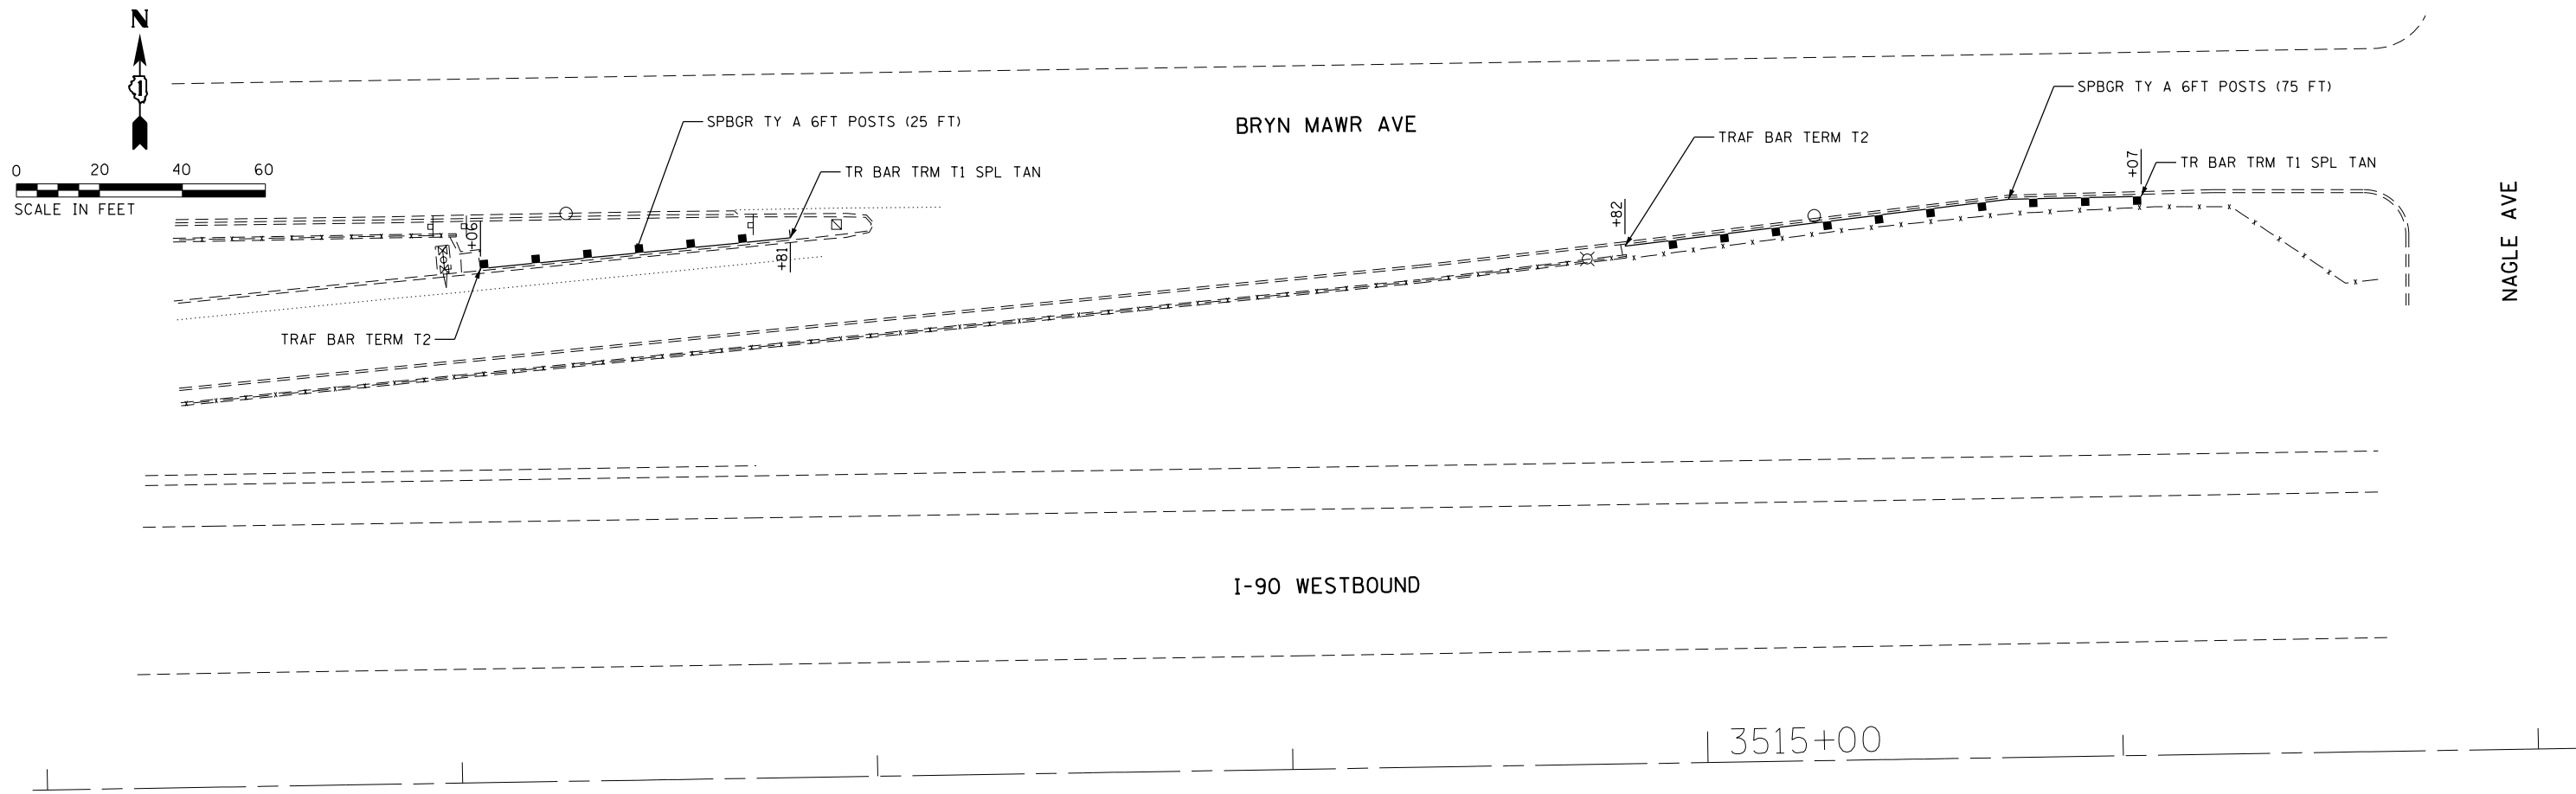 N
1
0 20 40 60
SCALE IN FEET
SPBGR TY A 6FT POSTS (25 FT)
TR BAR TRM T1 SPL TAN
+06
+81
TRAF BAR TERM T2
BRYN MAWR AVE
SPBGR TY A 6FT POSTS (75 FT)
TRAF BAR TERM T2
+82
+07
TR BAR TRM T1 SPL TAN
NAGLE AVE
I-90 WESTBOUND
3515+00